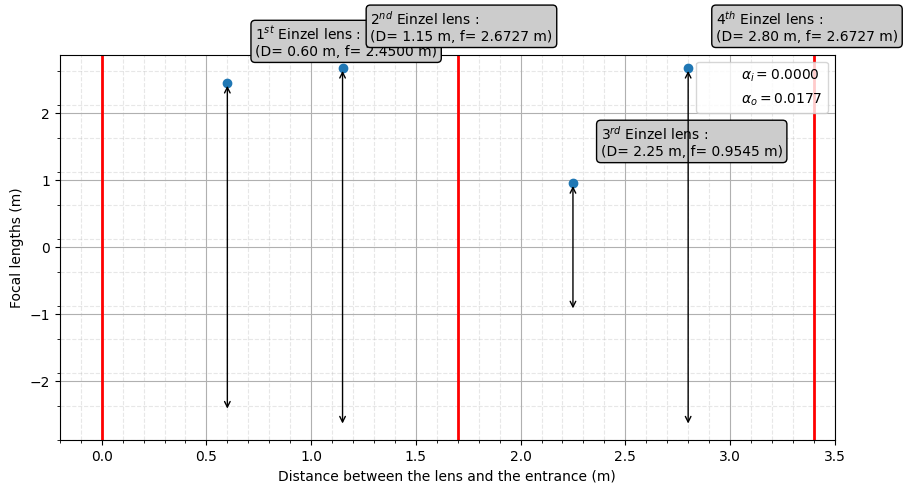 1st Einzel lens :
(D= 0.60 m, f= 2.4500 m)
2nd Einzel lens :
(D= 1.15 m, f= 2.6727 m)
4th Einzel lens :
(D= 2.80 m, f= 2.6727 m)
αi = 0.0000
αo = 0.0177
3rd Einzel lens :
(D= 2.25 m, f= 0.9545 m)
Focal lengths (m)
2
1
0
−1
−2
0.0 0.5 1.0 1.5 2.0 2.5 3.0 3.5
Distance between the lens and the entrance (m)